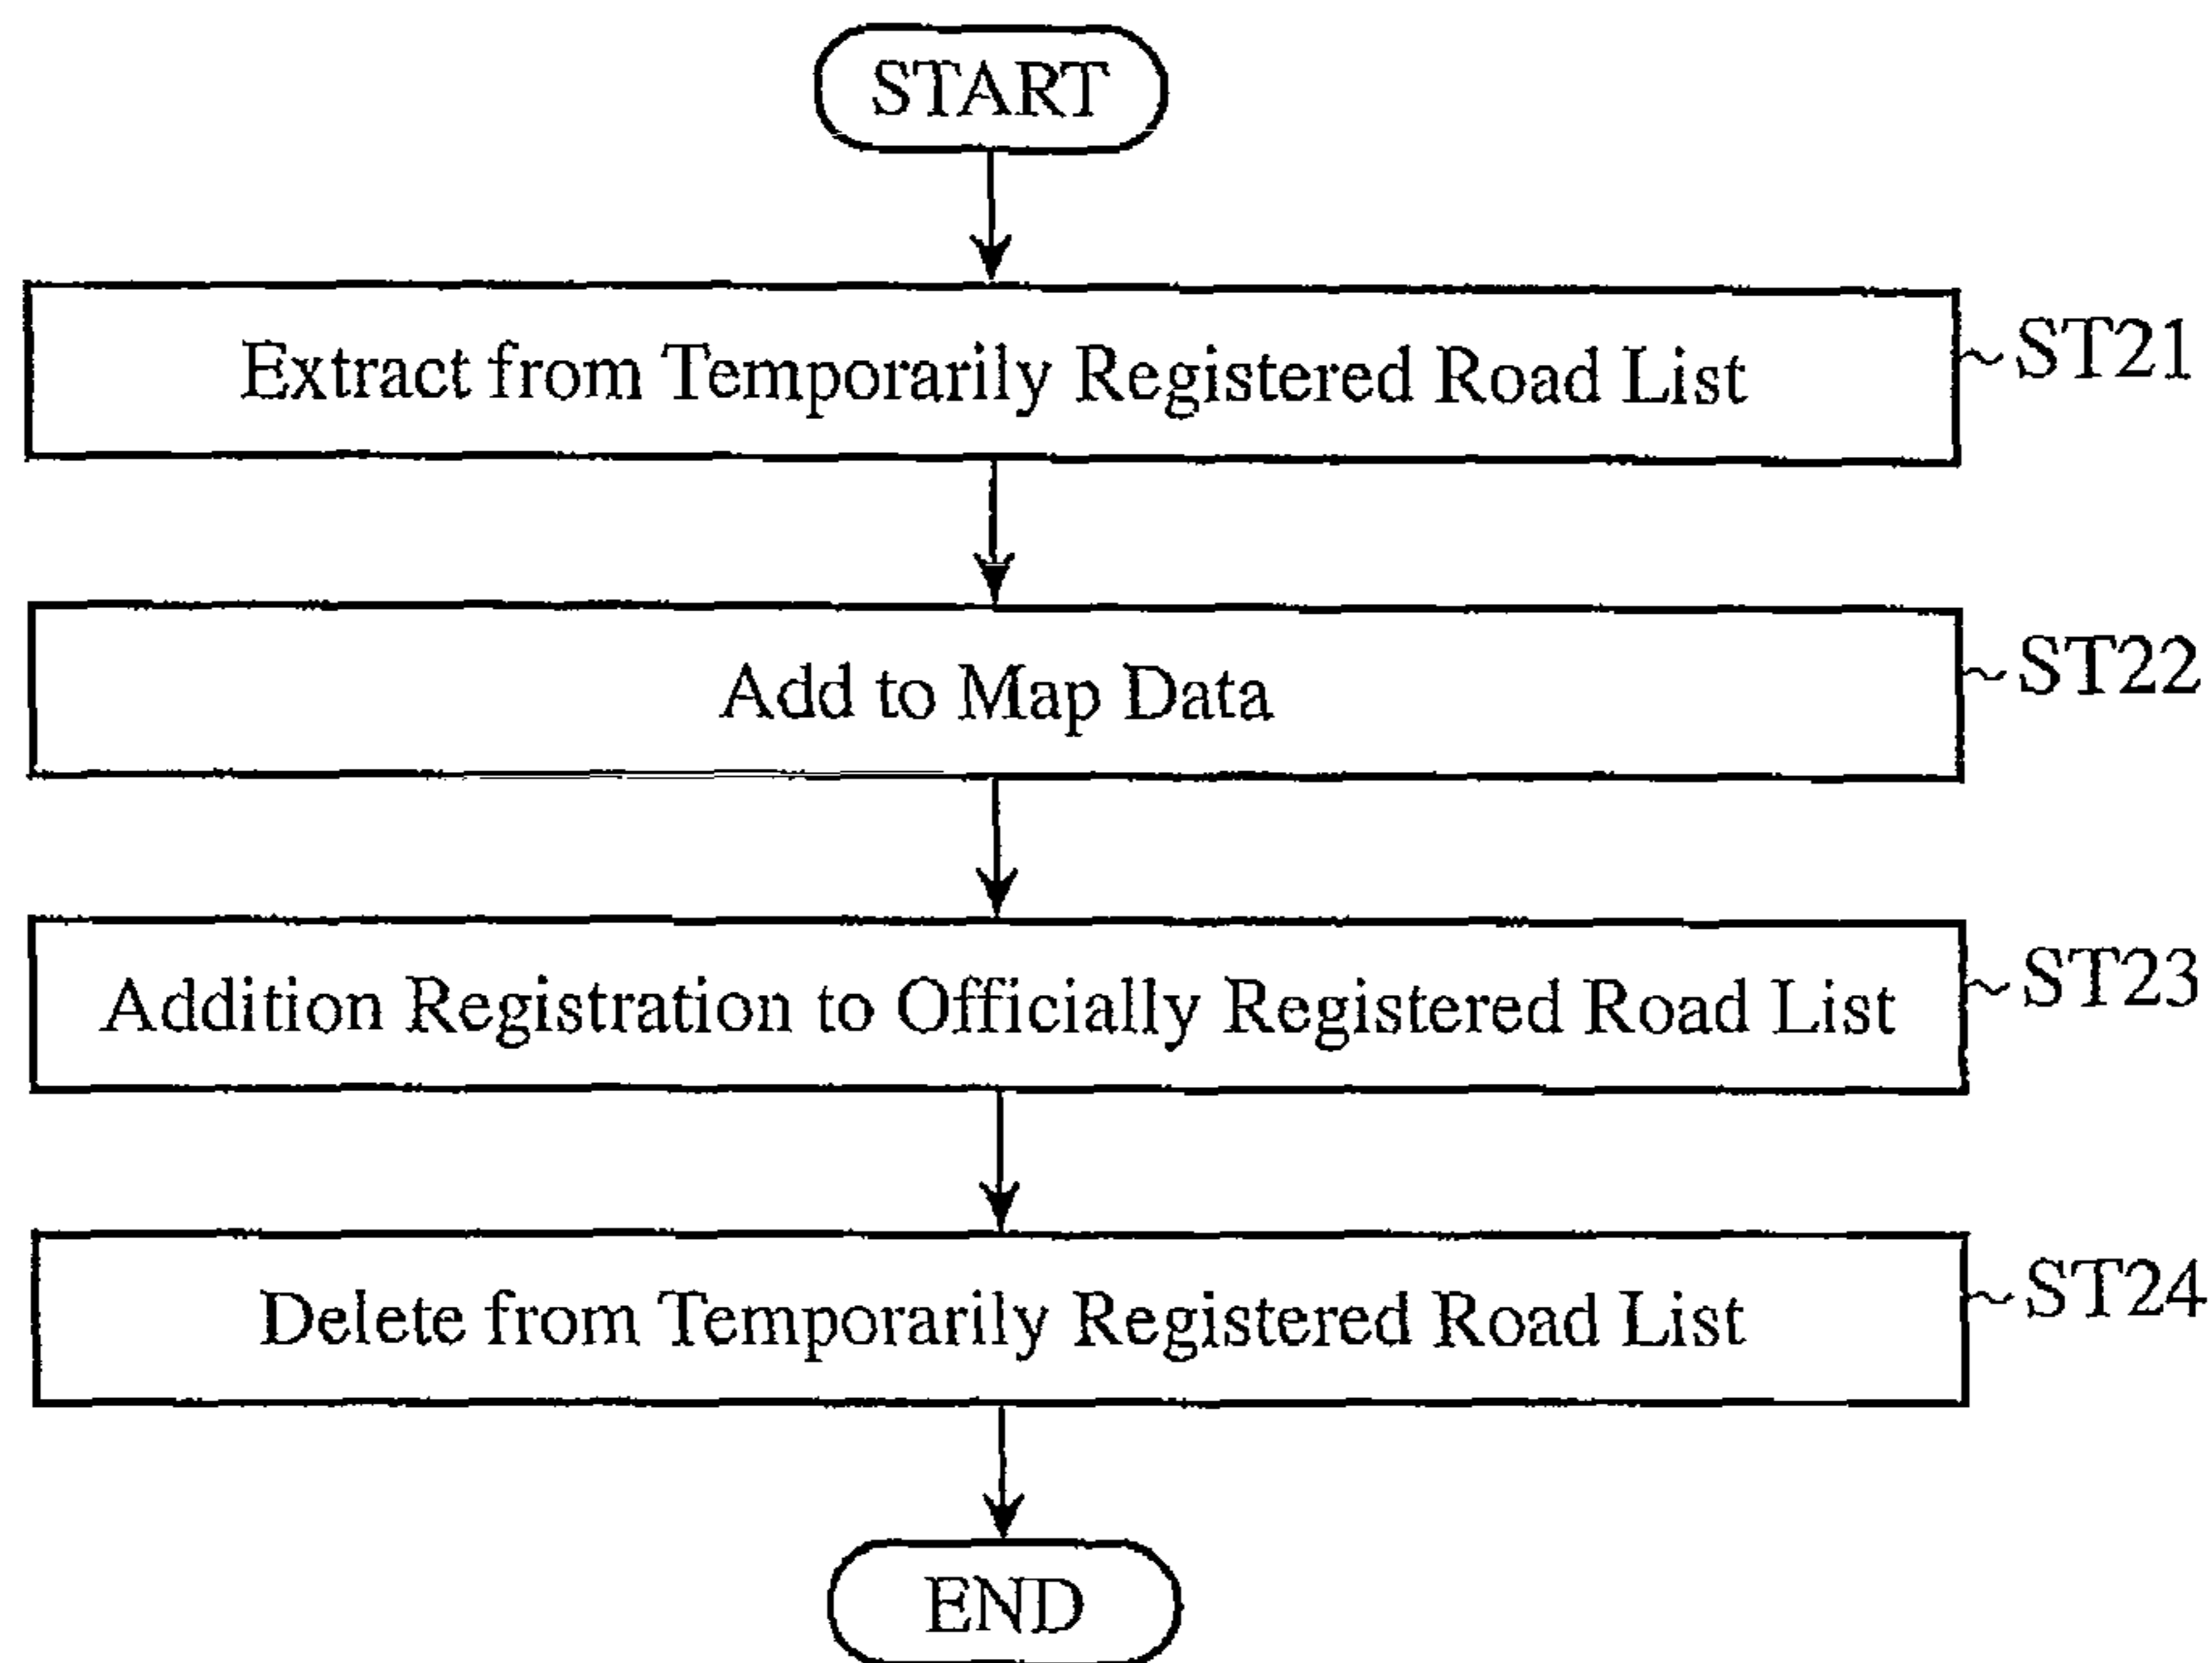 START
Extract from Temporarily Registered Road List
ST21
Add to Map Data
ST22
Addition Registration to Officially Registered Road List
ST23
Delete from Temporarily Registered Road List
ST24
END